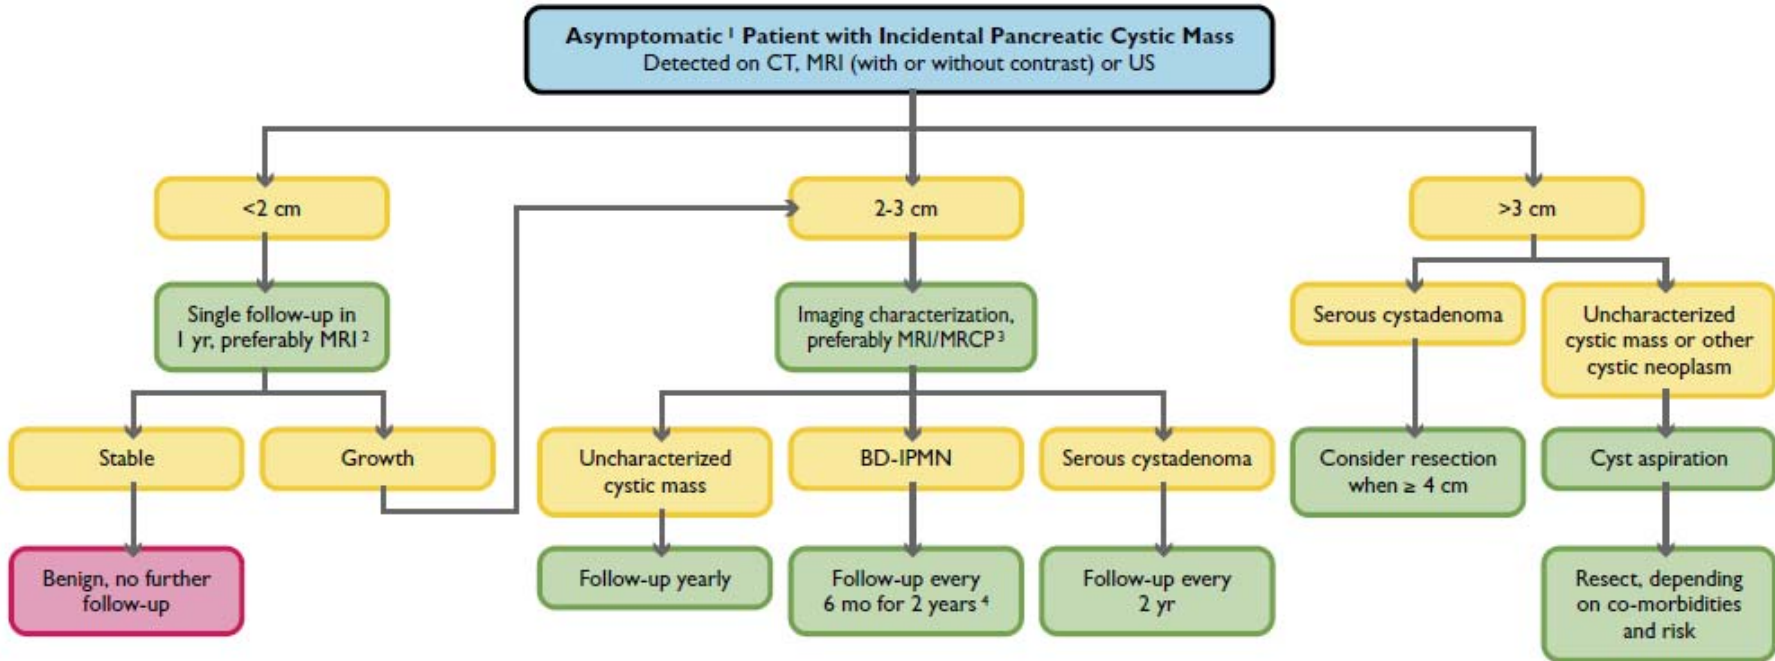 Asymptomatic ¹ Patient with Incidental Pancreatic Cystic Mass
Detected on CT, MRI (with or without contrast) or US
<2 cm
2-3 cm
>3 cm
Single follow-up in
1 yr, preferably MRI ²
Imaging characterization,
preferably MRI/MRCP ³
Serous cystadenoma
Uncharacterized
cystic mass or other
cystic neoplasm
Stable
Growth
Uncharacterized
cystic mass
BD-IPMN
Serous cystadenoma
Consider resection
when ≥ 4 cm
Cyst aspiration
Benign, no further
follow-up
Follow-up yearly
Follow-up every
6 mo for 2 years ⁴
Follow-up every
2 yr
Resect, depending
on co-morbidities
and risk